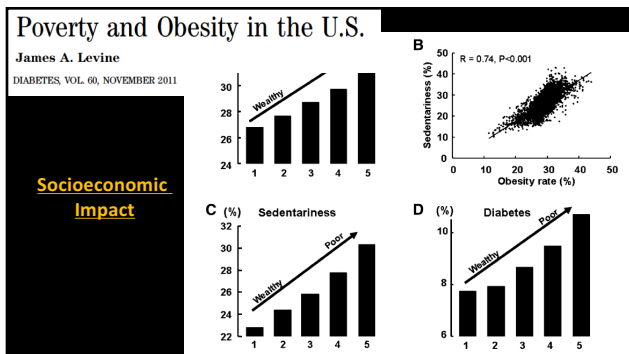 Poverty and Obesity in the U.S.
James A. Levine
DIABETES, VOL. 60, NOVEMBER 2011
Socioeconomic
Impact
30
28
26
24
Wealthy
1 2 3 4 5
B
50
40
30
20
10
0
Sedentariness (%)
R = 0.74, P<0.001
0 10 20 30 40 50
Obesity rate (%)
C (%) Sedentariness
32
30
28
26
24
22
Wealthy
Poor
1 2 3 4 5
D (%) Diabetes
10
8
6
Wealthy
Poor
1 2 3 4 5